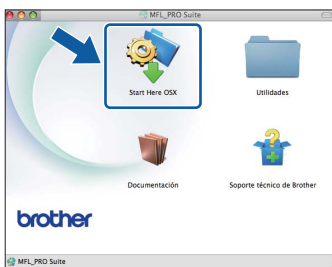 MFL_PRO Suite
Start Here OSX
Utilidades
Documentación
Soporte técnico de Brother
brother
MFL_PRO Suite